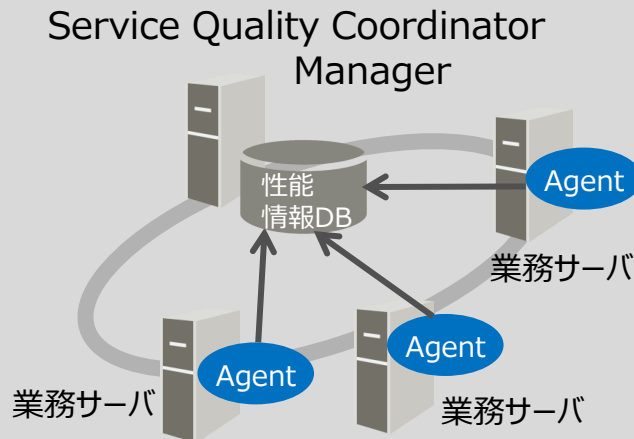 Service Quality Coordinator
Manager
性能
情報DB
Agent
業務サーバ
Agent
業務サーバ
Agent
業務サーバ